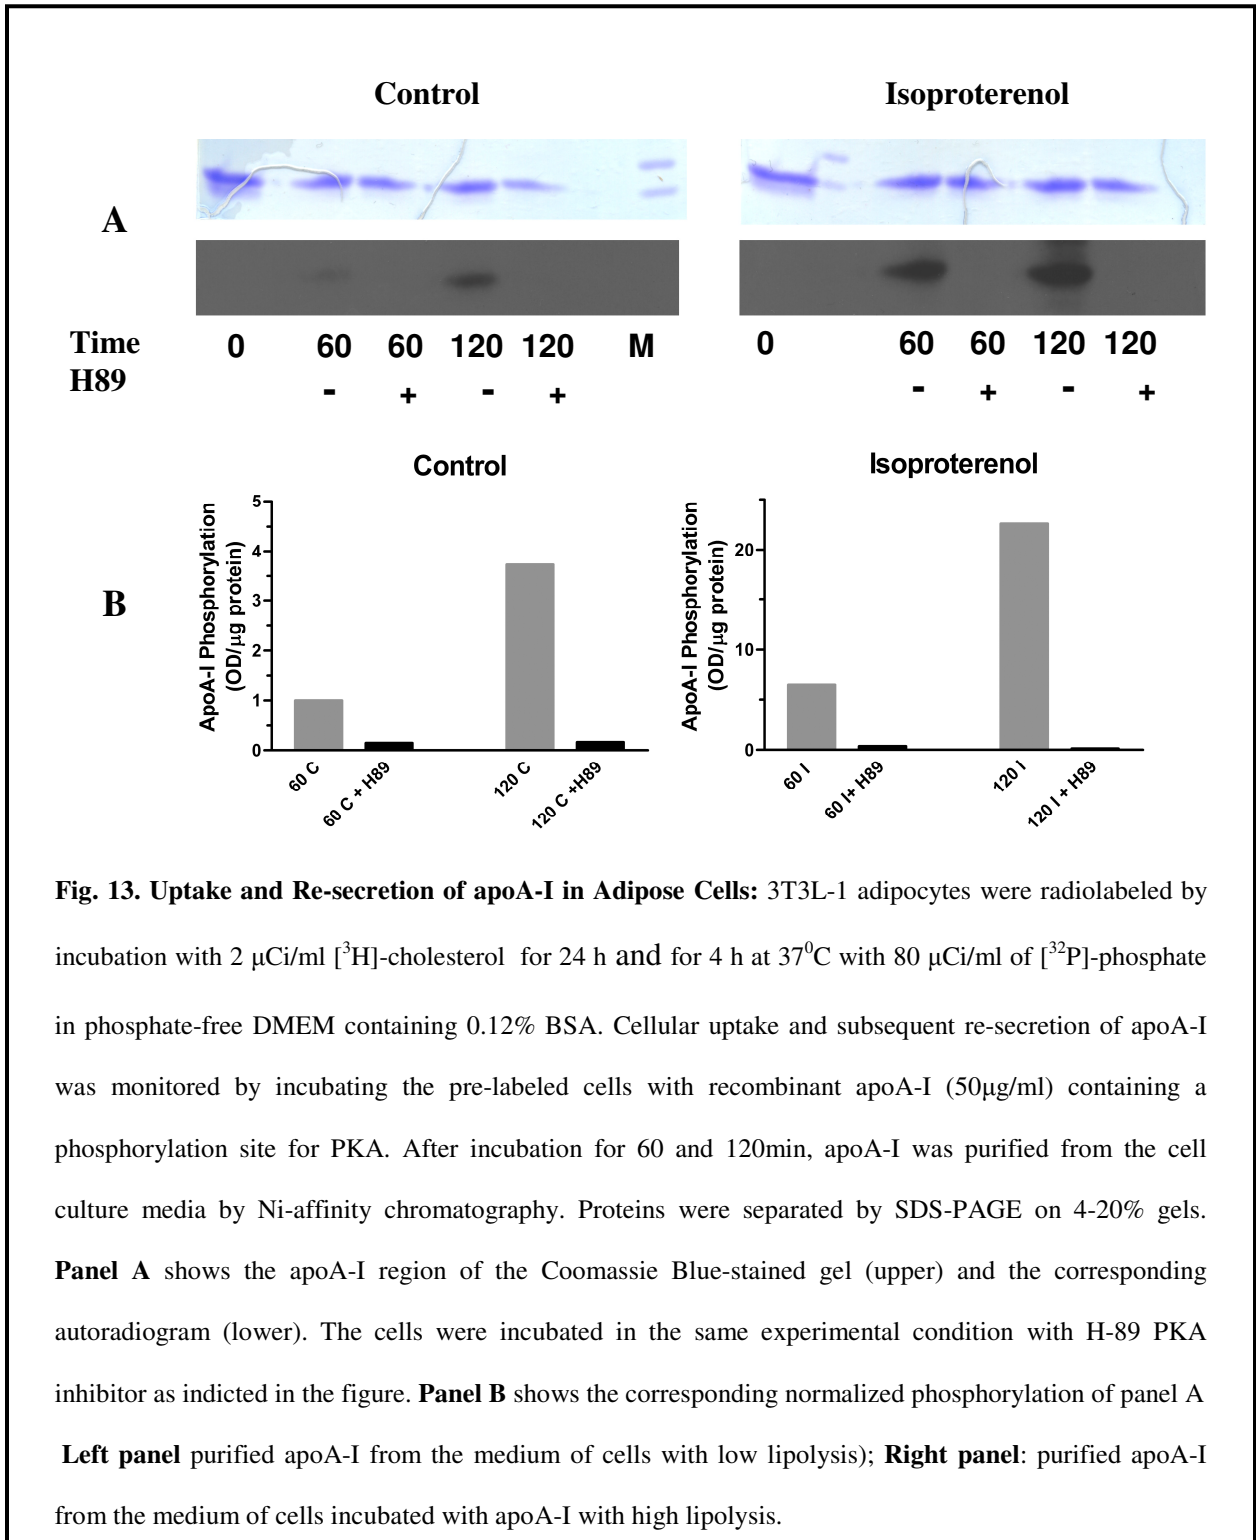 Control Isoproterenol
A
Time 0 60 60 120 120 M 0 60 60 120 120
H89 - + - + - + - +
Control Isoproterenol
B
ApoA-I Phosphorylation
(OD/µg protein)
5
4
3
2
1
0
60 C
60 C + H89
120 C
120 C +H89
ApoA-I Phosphorylation
(OD/µg protein)
20
10
0
60 I
60 I+ H89
120 I
120 I + H89
Fig. 13. Uptake and Re-secretion of apoA-I in Adipose Cells: 3T3L-1 adipocytes were radiolabeled by
incubation with 2 µCi/ml [³H]-cholesterol for 24 h and for 4 h at 37⁰C with 80 µCi/ml of [³²P]-phosphate
in phosphate-free DMEM containing 0.12% BSA. Cellular uptake and subsequent re-secretion of apoA-I
was monitored by incubating the pre-labeled cells with recombinant apoA-I (50µg/ml) containing a
phosphorylation site for PKA. After incubation for 60 and 120min, apoA-I was purified from the cell
culture media by Ni-affinity chromatography. Proteins were separated by SDS-PAGE on 4-20% gels.
Panel A shows the apoA-I region of the Coomassie Blue-stained gel (upper) and the corresponding
autoradiogram (lower). The cells were incubated in the same experimental condition with H-89 PKA
inhibitor as indicted in the figure. Panel B shows the corresponding normalized phosphorylation of panel A
Left panel purified apoA-I from the medium of cells with low lipolysis); Right panel: purified apoA-I
from the medium of cells incubated with apoA-I with high lipolysis.